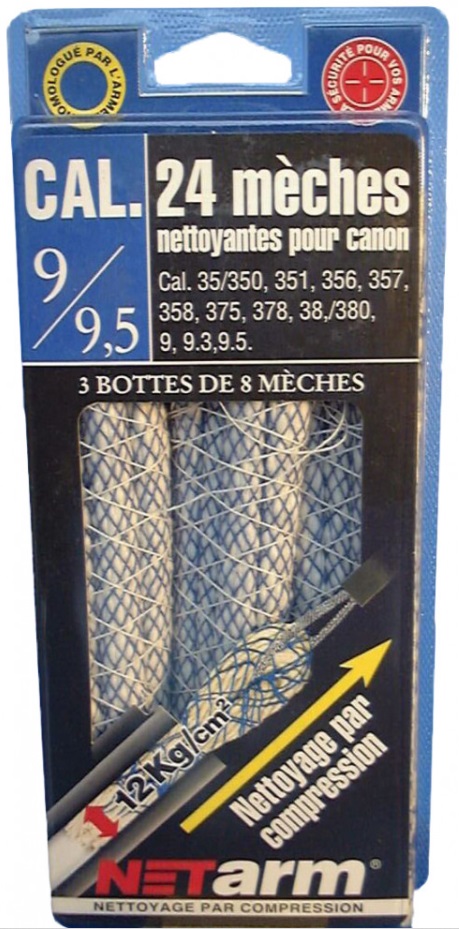 HOMOLOGUÉ PAR L'ARMÉE
SÉCURITÉ POUR VOS ARMES
CAL.
9/9,5
24 mèches
nettoyantes pour canon
Cal. 35/350, 351, 356, 357,
358, 375, 378, 38,/380,
9, 9.3,9.5.
3 BOTTES DE 8 MÈCHES
12Kg/cm²
Nettoyage par
compression
NETarm®
NETTOYAGE PAR COMPRESSION